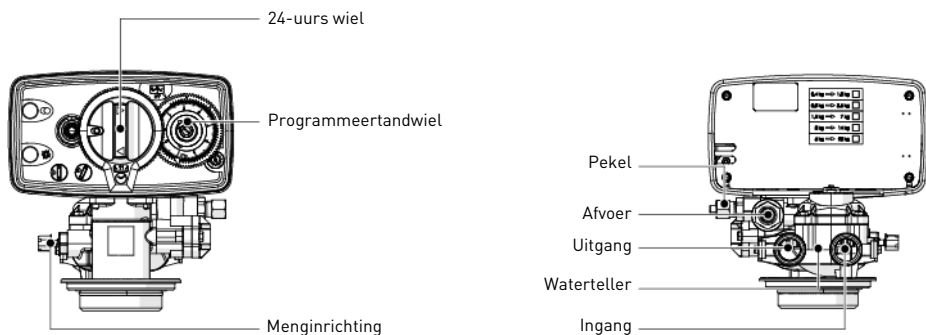 24-uurs wiel
Programmeertandwiel
Menginrichting
Pekel
Afvoer
Uitgang
Waterteller
Ingang